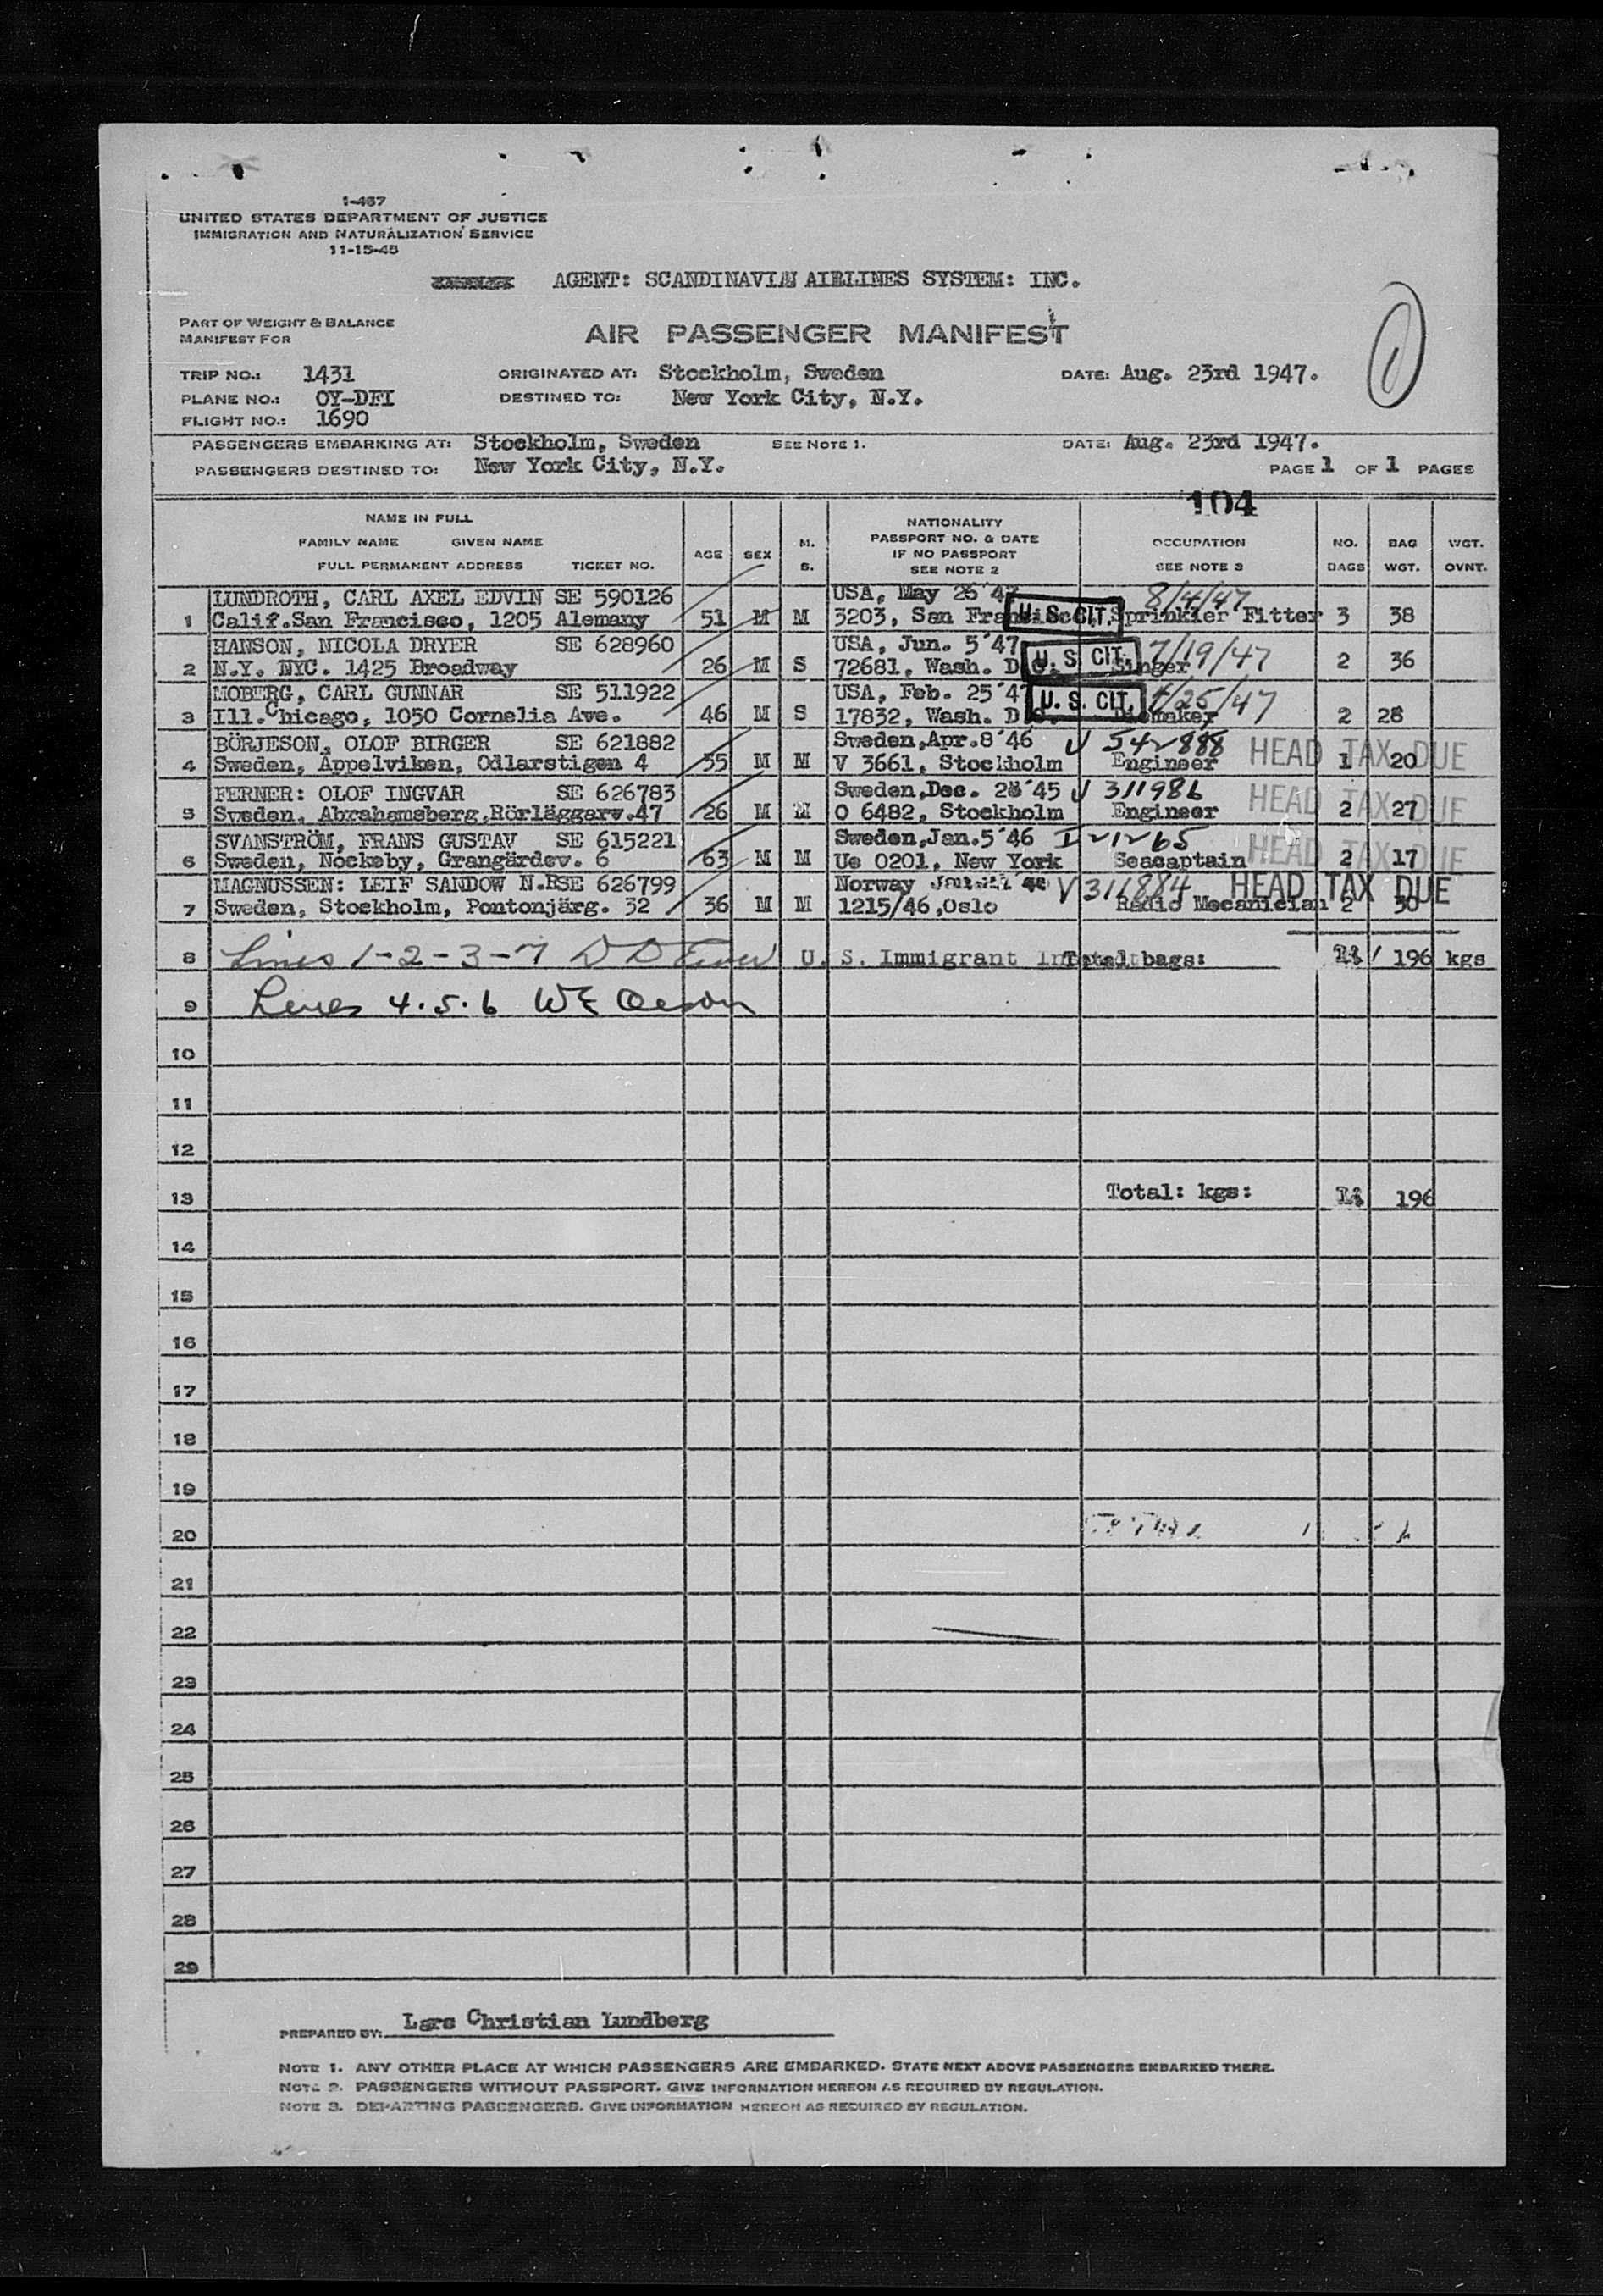 1-467
UNITED STATES DEPARTMENT OF JUSTICE
IMMIGRATION AND NATURALIZATION SERVICE
11-15-45
AGENT: SCANDINAVIAN AIRLINES SYSTEM: INC.
PART OF WEIGHT & BALANCE
MANIFEST FOR
AIR PASSENGER MANIFEST
1
TRIP NO.: 1431 ORIGINATED AT: Stockholm, Sweden DATE: Aug. 23rd 1947.
PLANE NO.: OY-DFI DESTINED TO: New York City, N.Y.
FLIGHT NO.: 1690
PASSENGERS EMBARKING AT: Stockholm, Sweden SEE NOTE 1. DATE: Aug. 23rd 1947.
PASSENGERS DESTINED TO: New York City, N.Y. PAGE 1 OF 1 PAGES
104
NAME IN FULL
FAMILY NAME GIVEN NAME
FULL PERMANENT ADDRESS TICKET NO. AGE SEX M. S. NATIONALITY PASSPORT NO. & DATE IF NO PASSPORT SEE NOTE 2 OCCUPATION SEE NOTE 3 NO. BAGS BAG WGT. WGT. OVNT.
LUNDROTH, CARL AXEL EDVIN SE 590126 USA, May 26 '47 8/4/47
1 Calif.San Francisco, 1205 Alemany 51 M M 3203, San Francisco U. S. CIT. Sprinkler Fitter 3 38
HANSON, NICOLA DRYER SE 628960 USA, Jun. 5 '47 7/19/47
2 N.Y. NYC. 1425 Broadway 26 M S 72681, Wash. D.C. U. S. CIT. Singer 2 36
MOBERG, CARL GUNNAR SE 511922 USA, Feb. 25 '47 4/25/47
3 Ill. Chicago, 1050 Cornelia Ave. 46 M S 17832, Wash. D.C. U. S. CIT. 2 28
BÖRJESON, OLOF BIRGER SE 621882 Sweden,Apr.8 '46 V 542888 HEAD TAX DUE
4 Sweden, Appelviken, Odlarstigen 4 55 M M V 3661, Stockholm Engineer 1 20
FERNER: OLOF INGVAR SE 626783 Sweden,Dec. 28 '45 V 311986 HEAD TAX DUE
5 Sweden, Abrahamsberg,Rörläggarv.47 26 M M O 6482, Stockholm Engineer 2 27
SVANSTRÖM, FRANS GUSTAV SE 615221 Sweden,Jan.5 '46 HEAD TAX DUE
6 Sweden, Nockeby, Grangärdev. 6 63 M M Ue 0201, New York Seacaptain 2 17
MAGNUSSEN: LEIF SANDOW N.B SE 626799 Norway V 311884 HEAD TAX DUE
7 Sweden, Stockholm, Pontonjärg. 32 36 M M 1215/46,Oslo Radio Mecanician 2 30
8 Lines 1-2-3-7 U. S. Immigrant Total bags: 196 kgs
9 Lines 4.5.6
10
11
12
13 Total: kgs: 196
14
15
16
17
18
19
20
21
22
23
24
25
26
27
28
29
PREPARED BY: Lars Christian Lundberg
NOTE 1. ANY OTHER PLACE AT WHICH PASSENGERS ARE EMBARKED. STATE NEXT ABOVE PASSENGERS EMBARKED THERE.
NOTE 2. PASSENGERS WITHOUT PASSPORT. GIVE INFORMATION HEREON AS REQUIRED BY REGULATION.
NOTE 3. DEPARTING PASSENGERS. GIVE INFORMATION HEREON AS REQUIRED BY REGULATION.